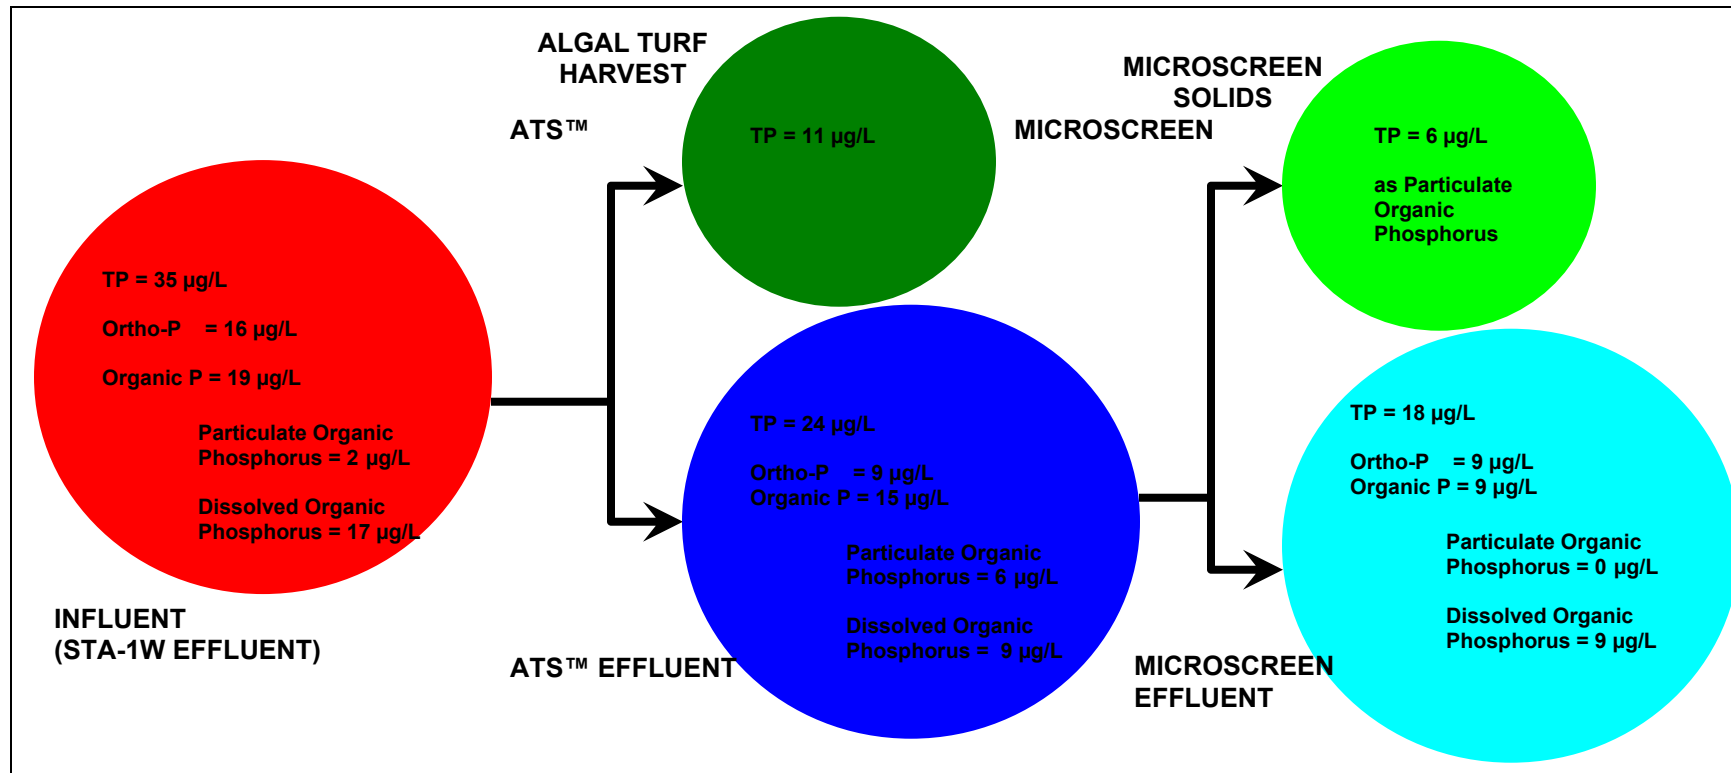 ALGAL TURF
HARVEST
ATS™
TP = 11 µg/L
MICROSCREEN
SOLIDS
MICROSCREEN
TP = 6 µg/L
as Particulate
Organic
Phosphorus
TP = 35 µg/L
Ortho-P = 16 µg/L
Organic P = 19 µg/L
Particulate Organic
Phosphorus = 2 µg/L
Dissolved Organic
Phosphorus = 17 µg/L
INFLUENT
(STA-1W EFFLUENT)
TP = 24 µg/L
Ortho-P = 9 µg/L
Organic P = 15 µg/L
Particulate Organic
Phosphorus = 6 µg/L
Dissolved Organic
Phosphorus = 9 µg/L
ATS™ EFFLUENT
TP = 18 µg/L
Ortho-P = 9 µg/L
Organic P = 9 µg/L
Particulate Organic
Phosphorus = 0 µg/L
Dissolved Organic
Phosphorus = 9 µg/L
MICROSCREEN
EFFLUENT